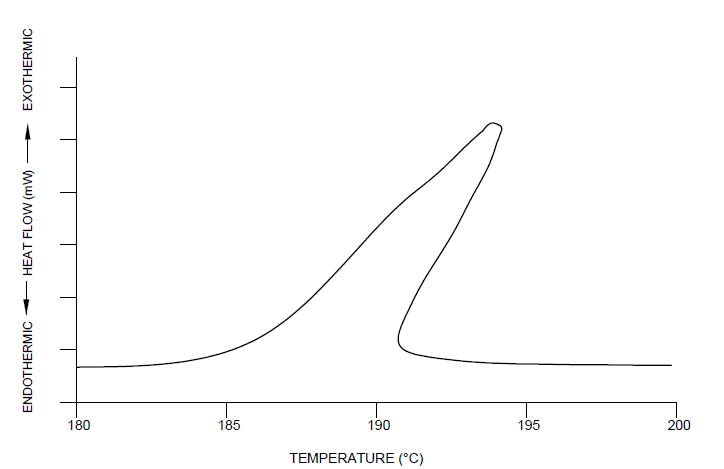 ENDOTHERMIC HEAT FLOW (mW) EXOTHERMIC
180 185 190 195 200
TEMPERATURE (°C)